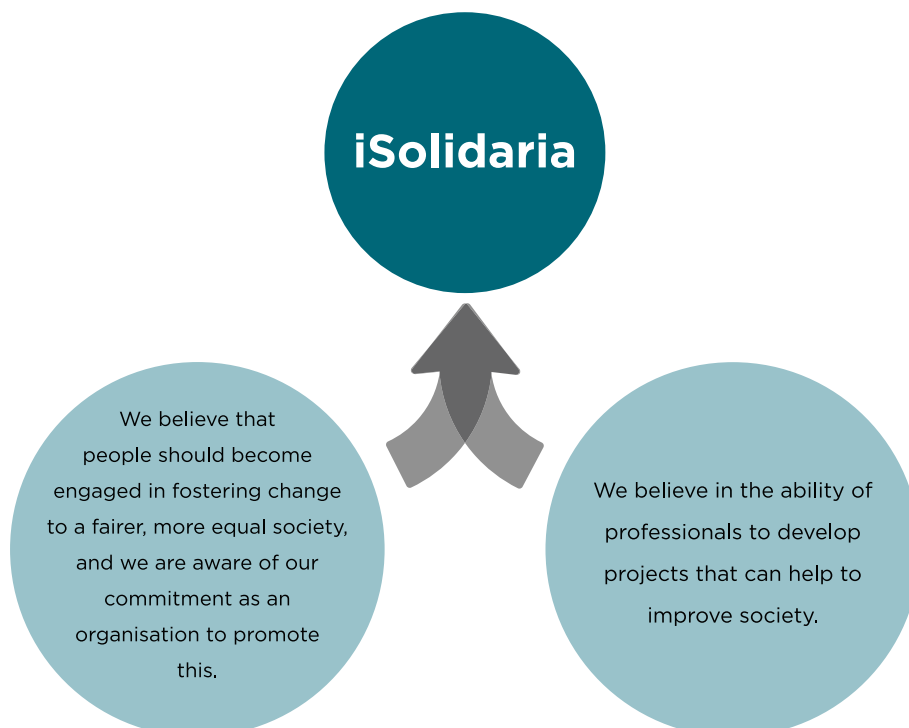 iSolidaria
We believe that
people should become
engaged in fostering change
to a fairer, more equal society,
and we are aware of our
commitment as an
organisation to promote
this.
We believe in the ability of
professionals to develop
projects that can help to
improve society.